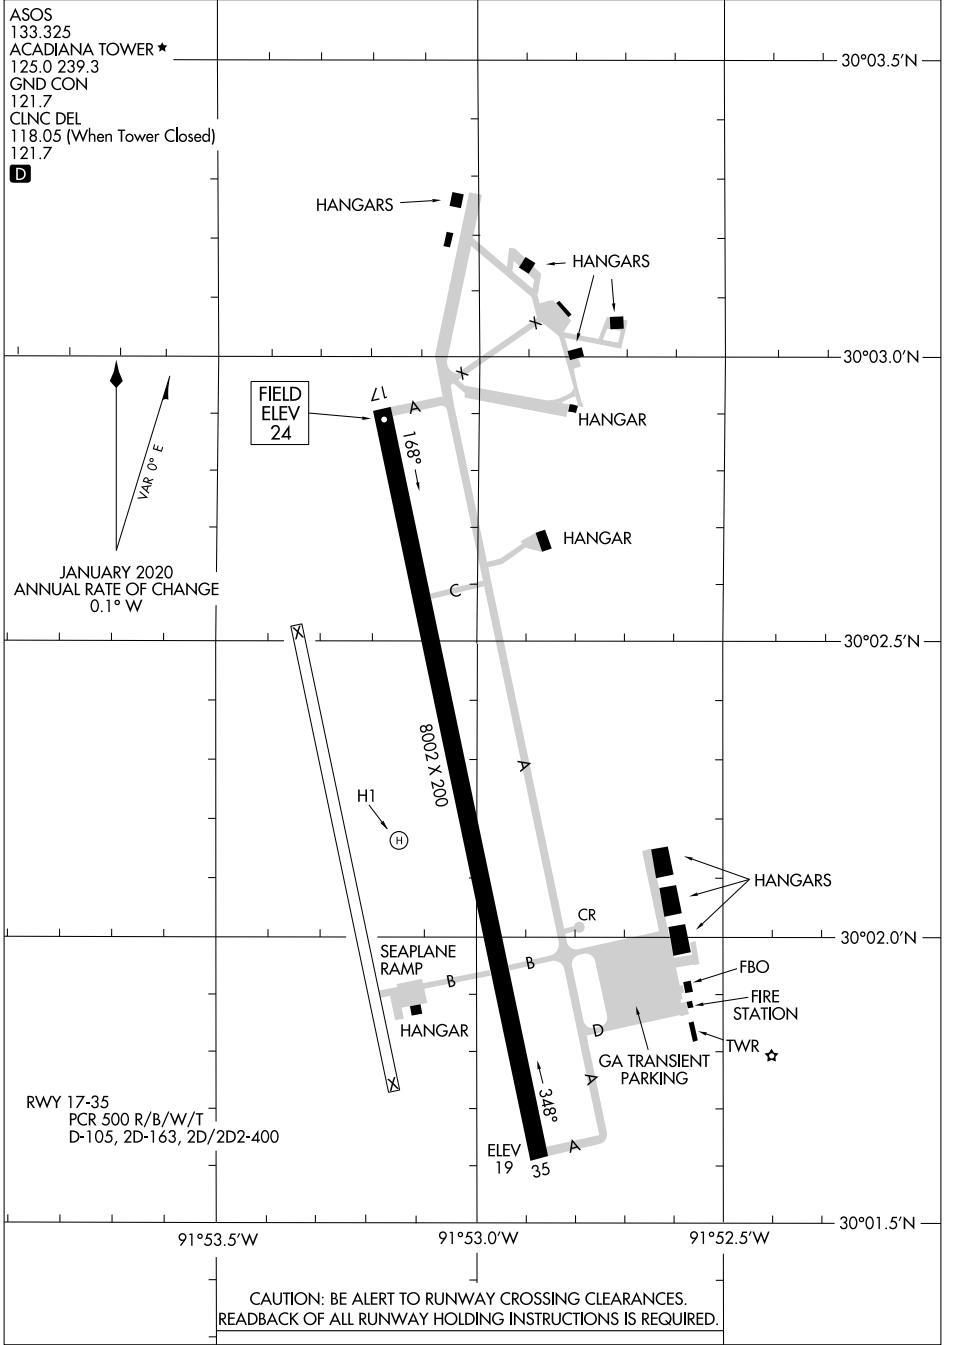 ASOS
133.325
ACADIANA TOWER ★
125.0 239.3
GND CON
121.7
CLNC DEL
118.05 (When Tower Closed)
121.7
D
30°03.5'N
HANGARS
HANGARS
X
30°03.0'N
X
FIELD
ELEV
24
17
A
HANGAR
168°
VAR 0° E
HANGAR
JANUARY 2020
ANNUAL RATE OF CHANGE
0.1° W
C
X
30°02.5'N
8002 X 200
A
H1
H
HANGARS
CR
30°02.0'N
SEAPLANE
RAMP
B
B
FBO
FIRE
STATION
HANGAR
D
TWR
GA TRANSIENT
PARKING
X
A
348°
RWY 17-35
PCR 500 R/B/W/T
D-105, 2D-163, 2D/2D2-400
ELEV
19
35
A
30°01.5'N
91°53.5'W
91°53.0'W
91°52.5'W
CAUTION: BE ALERT TO RUNWAY CROSSING CLEARANCES.
READBACK OF ALL RUNWAY HOLDING INSTRUCTIONS IS REQUIRED.